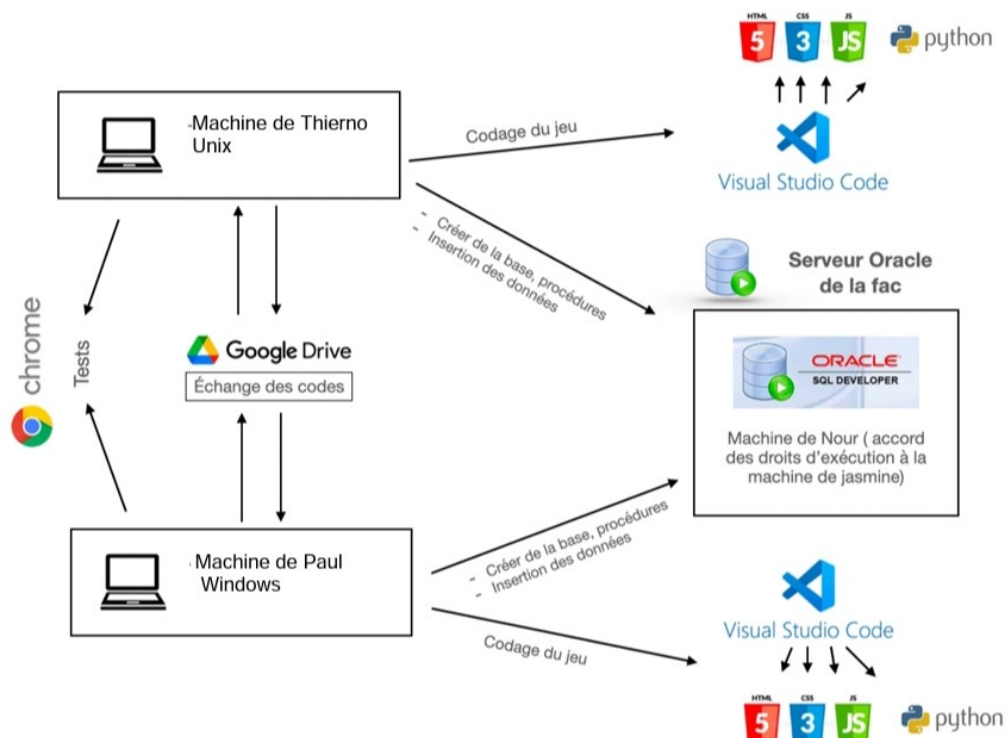 HTML CSS JS
5 3 JS python
-Machine de Thierno
Unix
Codage du jeu
Visual Studio Code
- Créer de la base, procédures
- Insertion des données
Serveur Oracle
de la fac
chrome
Tests
Google Drive
Échange des codes
ORACLE
SQL DEVELOPER
Machine de Nour ( accord
des droits d'exécution à la
machine de jasmine)
- Créer de la base, procédures
- Insertion des données
Machine de Paul
Windows
Codage du jeu
Visual Studio Code
HTML CSS JS
5 3 JS python